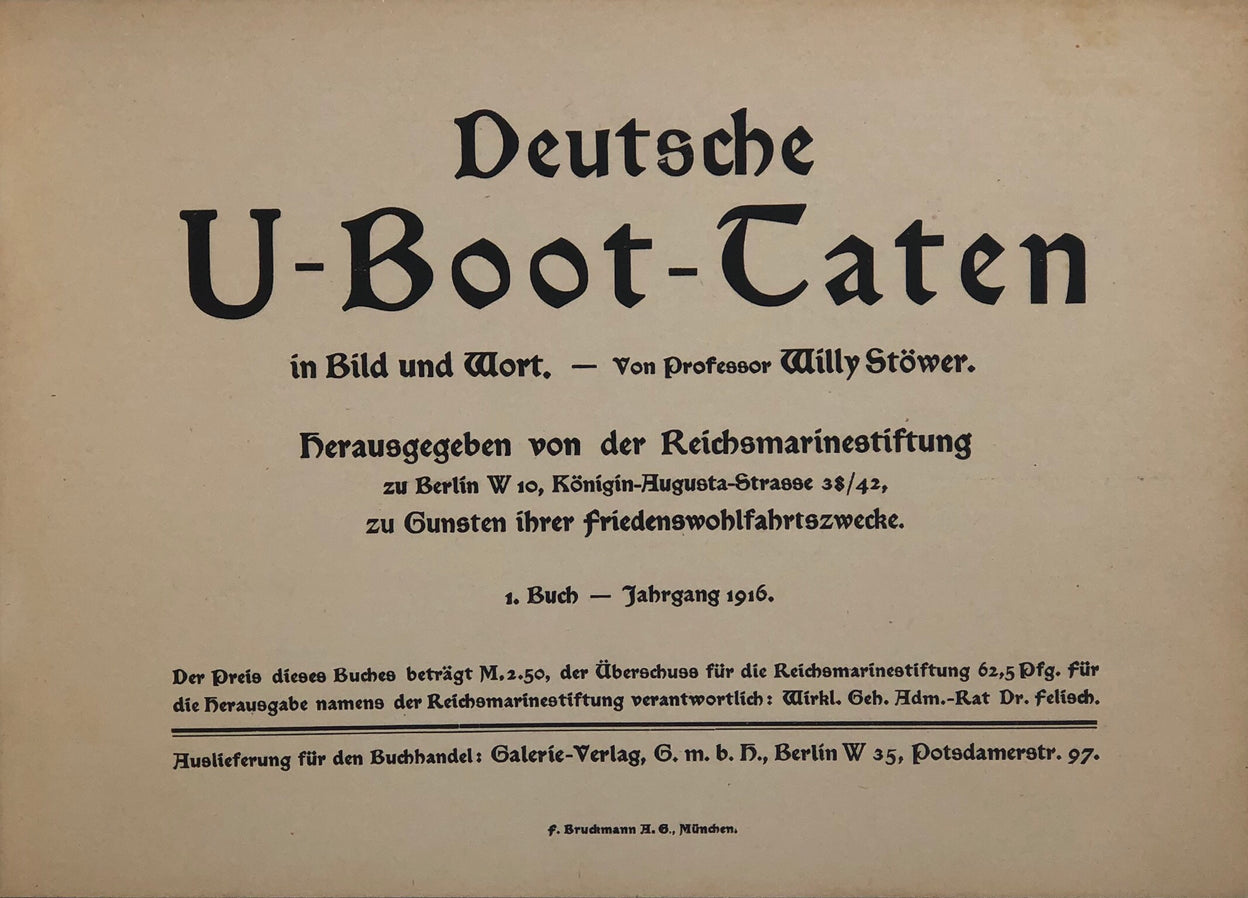 Deutsche
U-Boot-Taten
in Bild und Wort. — Von Professor Willy Stöwer.
Herausgegeben von der Reichsmarinestiftung
zu Berlin W 10, Königin-Augusta-Strasse 38/42,
zu Gunsten ihrer Friedenswohlfahrtszwecke.
1. Buch — Jahrgang 1916.
Der Preis dieses Buches beträgt M. 2.50, der Überschuss für die Reichsmarinestiftung 62,5 Pfg. Für
die Herausgabe namens der Reichsmarinestiftung verantwortlich: Wirkl. Geh. Adm.-Rat Dr. Felisch.
Auslieferung für den Buchhandel: Galerie-Verlag, G. m. b. H., Berlin W 35, Potsdamerstr. 97.
F. Bruckmann A. G., München.